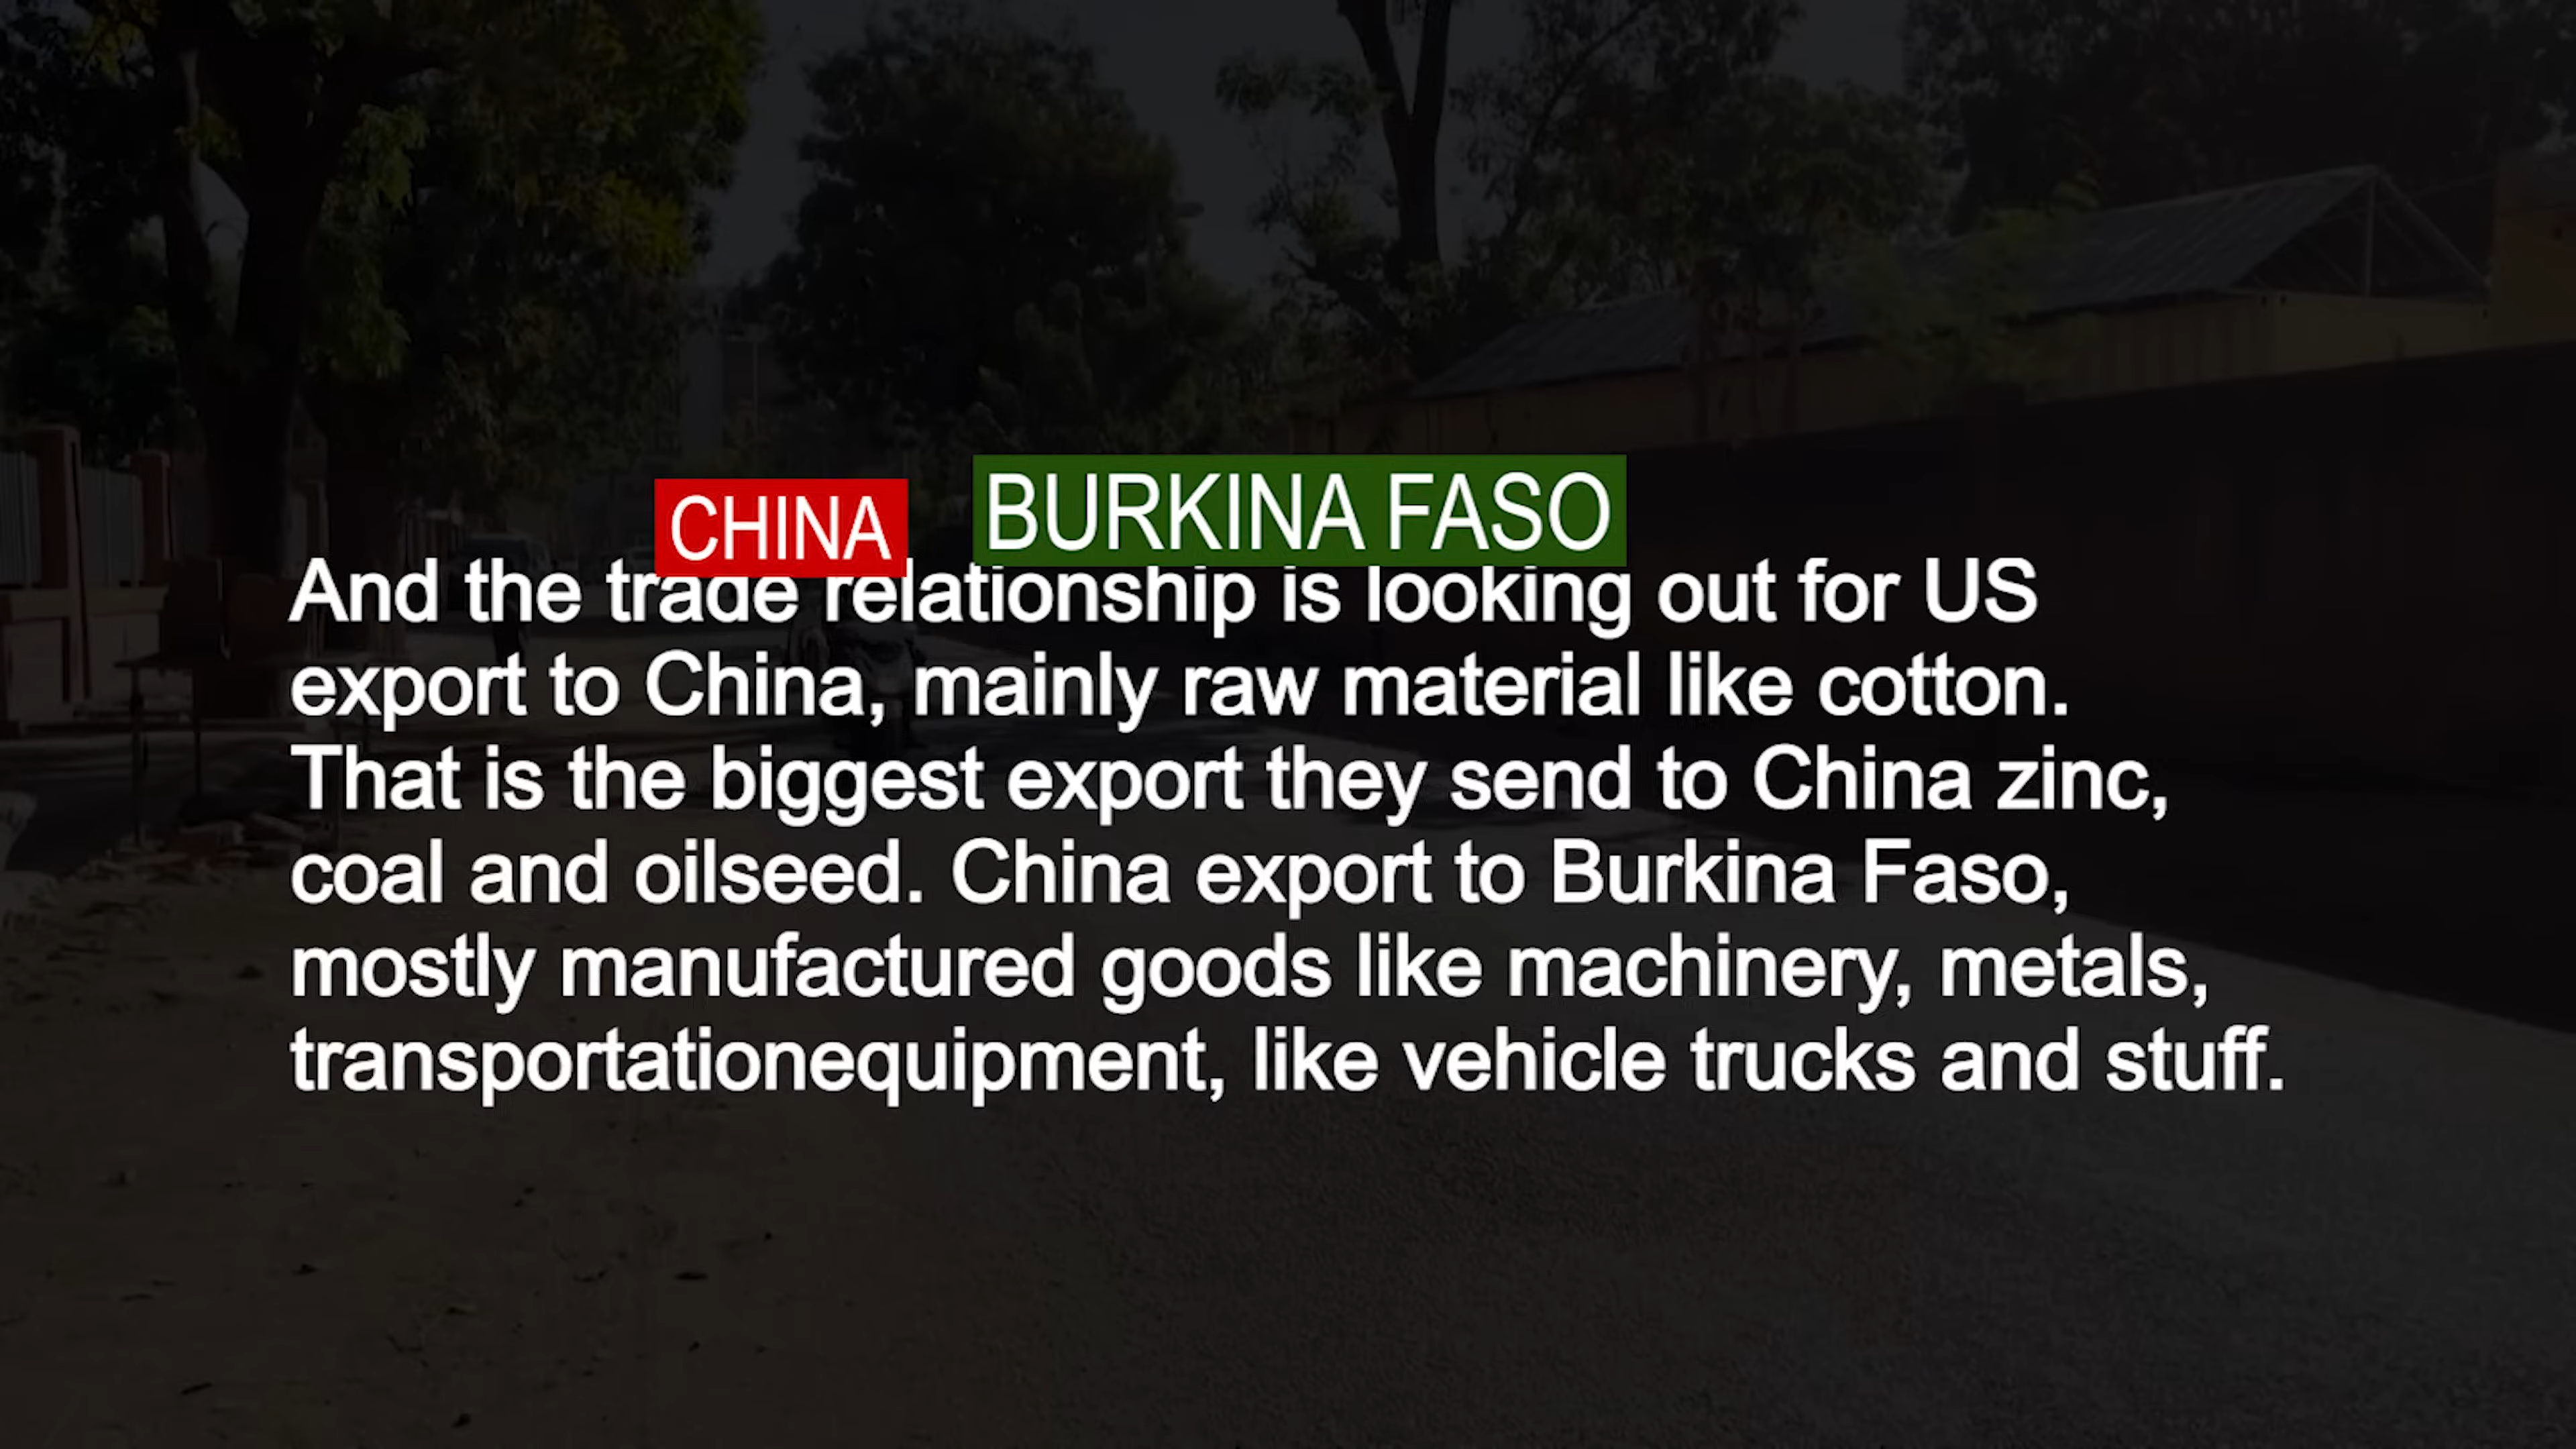 CHINA
BURKINA FASO
And the trade relationship is looking out for US
export to China, mainly raw material like cotton.
That is the biggest export they send to China zinc,
coal and oilseed. China export to Burkina Faso,
mostly manufactured goods like machinery, metals,
transportationequipment, like vehicle trucks and stuff.